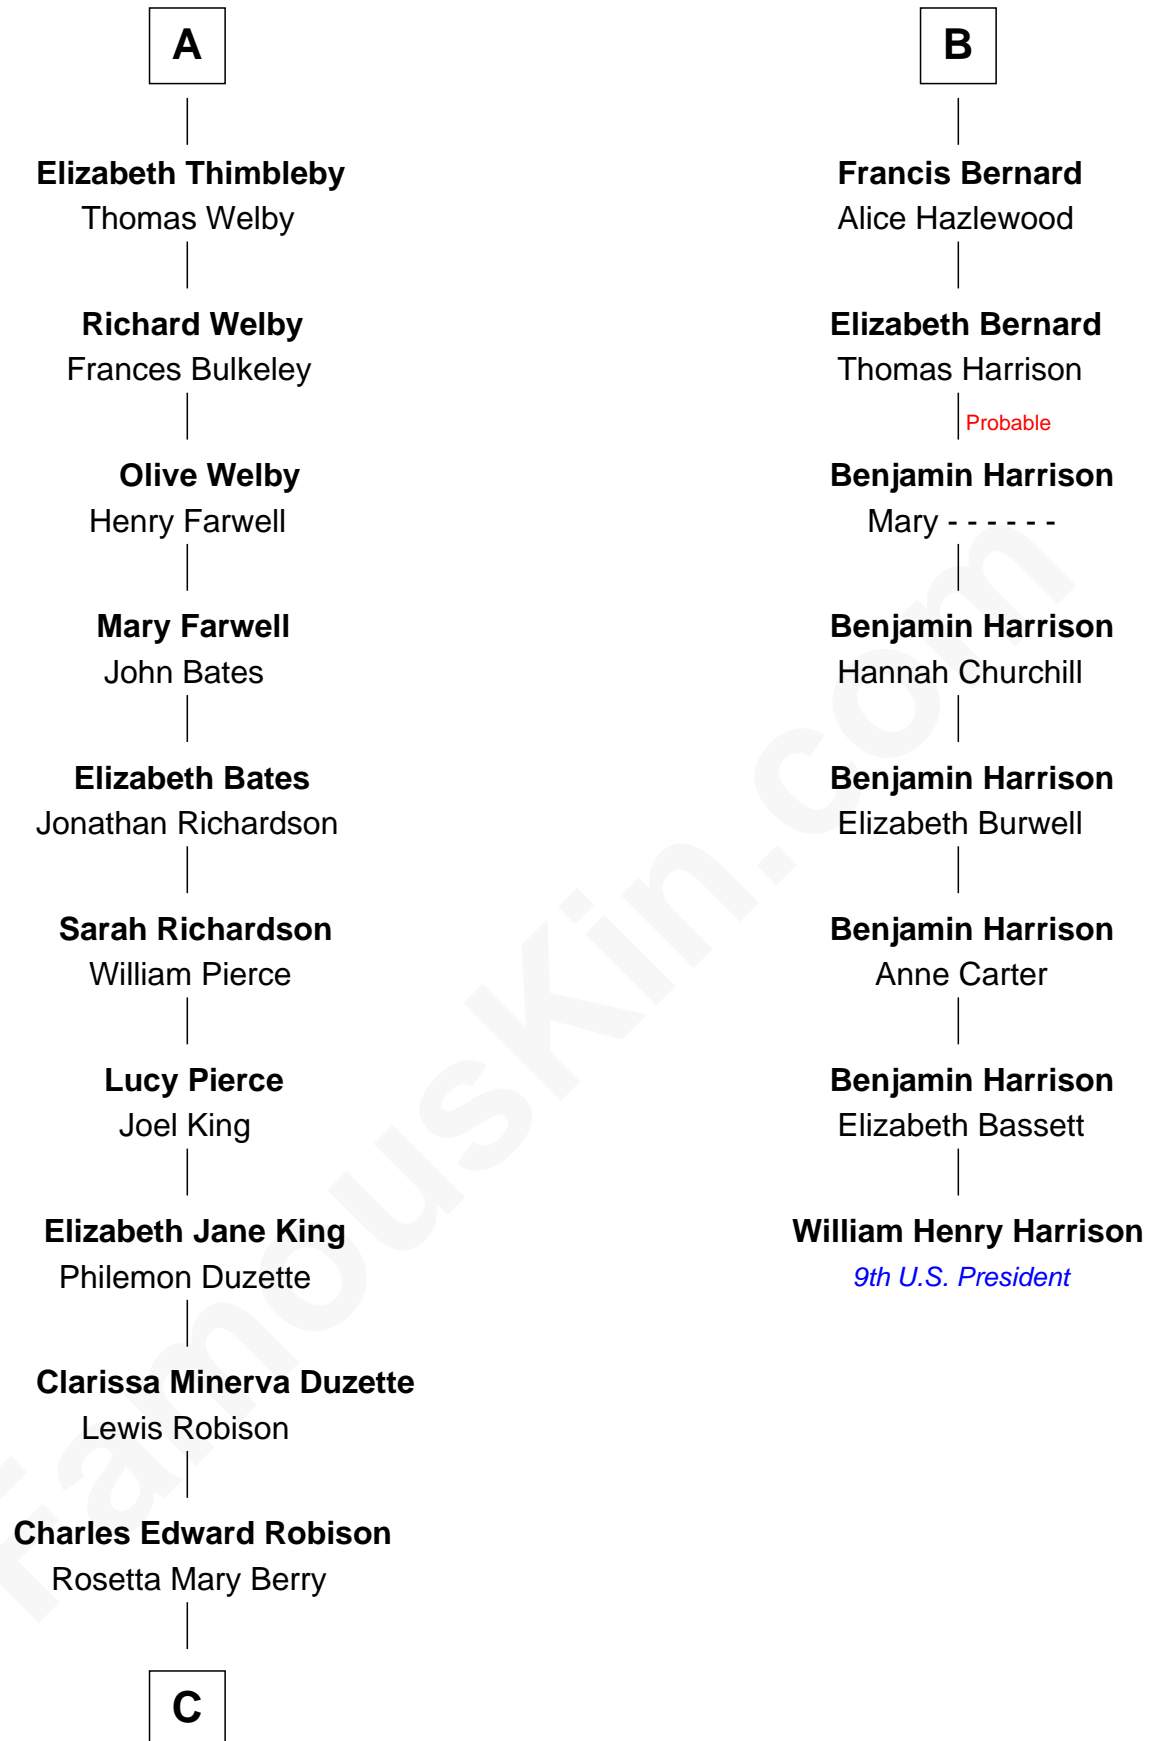 A
Elizabeth Thimbleby
Thomas Welby
Richard Welby
Frances Bulkeley
Olive Welby
Henry Farwell
Mary Farwell
John Bates
Elizabeth Bates
Jonathan Richardson
Sarah Richardson
William Pierce
Lucy Pierce
Joel King
Elizabeth Jane King
Philemon Duzette
Clarissa Minerva Duzette
Lewis Robison
Charles Edward Robison
Rosetta Mary Berry
C
B
Francis Bernard
Alice Hazlewood
Elizabeth Bernard
Thomas Harrison
Probable
Benjamin Harrison
Mary - - - - - -
Benjamin Harrison
Hannah Churchill
Benjamin Harrison
Elizabeth Burwell
Benjamin Harrison
Anne Carter
Benjamin Harrison
Elizabeth Bassett
William Henry Harrison
9th U.S. President
FamousKin.com